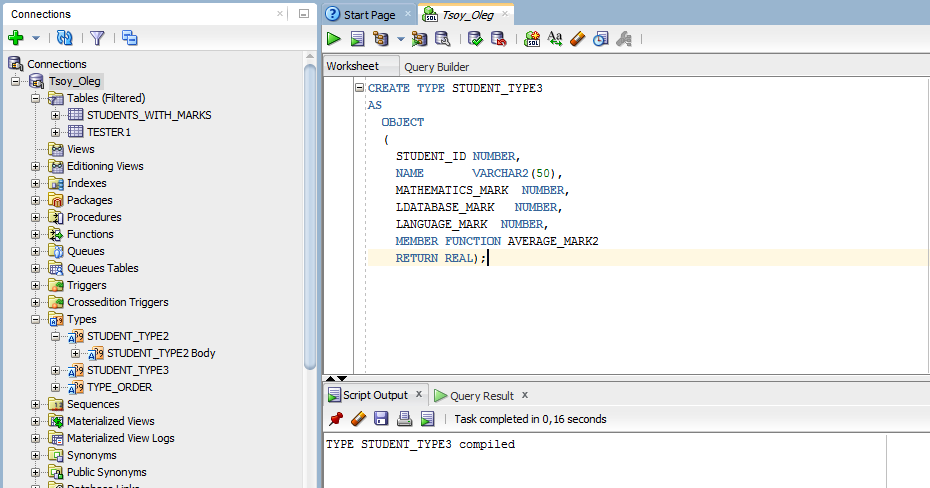 Connections
Connections
Tsoy_Oleg
Tables (Filtered)
STUDENTS_WITH_MARKS
TESTER1
Views
Editioning Views
Indexes
Packages
Procedures
Functions
Queues
Queues Tables
Triggers
Crossedition Triggers
Types
STUDENT_TYPE2
STUDENT_TYPE2 Body
STUDENT_TYPE3
TYPE_ORDER
Sequences
Materialized Views
Materialized View Logs
Synonyms
Public Synonyms
Database Links
Start Page
Tsoy_Oleg
Worksheet Query Builder
CREATE TYPE STUDENT_TYPE3
AS
OBJECT
(
STUDENT_ID NUMBER,
NAME VARCHAR2(50),
MATHEMATICS_MARK NUMBER,
LDATABASE_MARK NUMBER,
LANGUAGE_MARK NUMBER,
MEMBER FUNCTION AVERAGE_MARK2
RETURN REAL);
Script Output x Query Result x
Task completed in 0,16 seconds
TYPE STUDENT_TYPE3 compiled